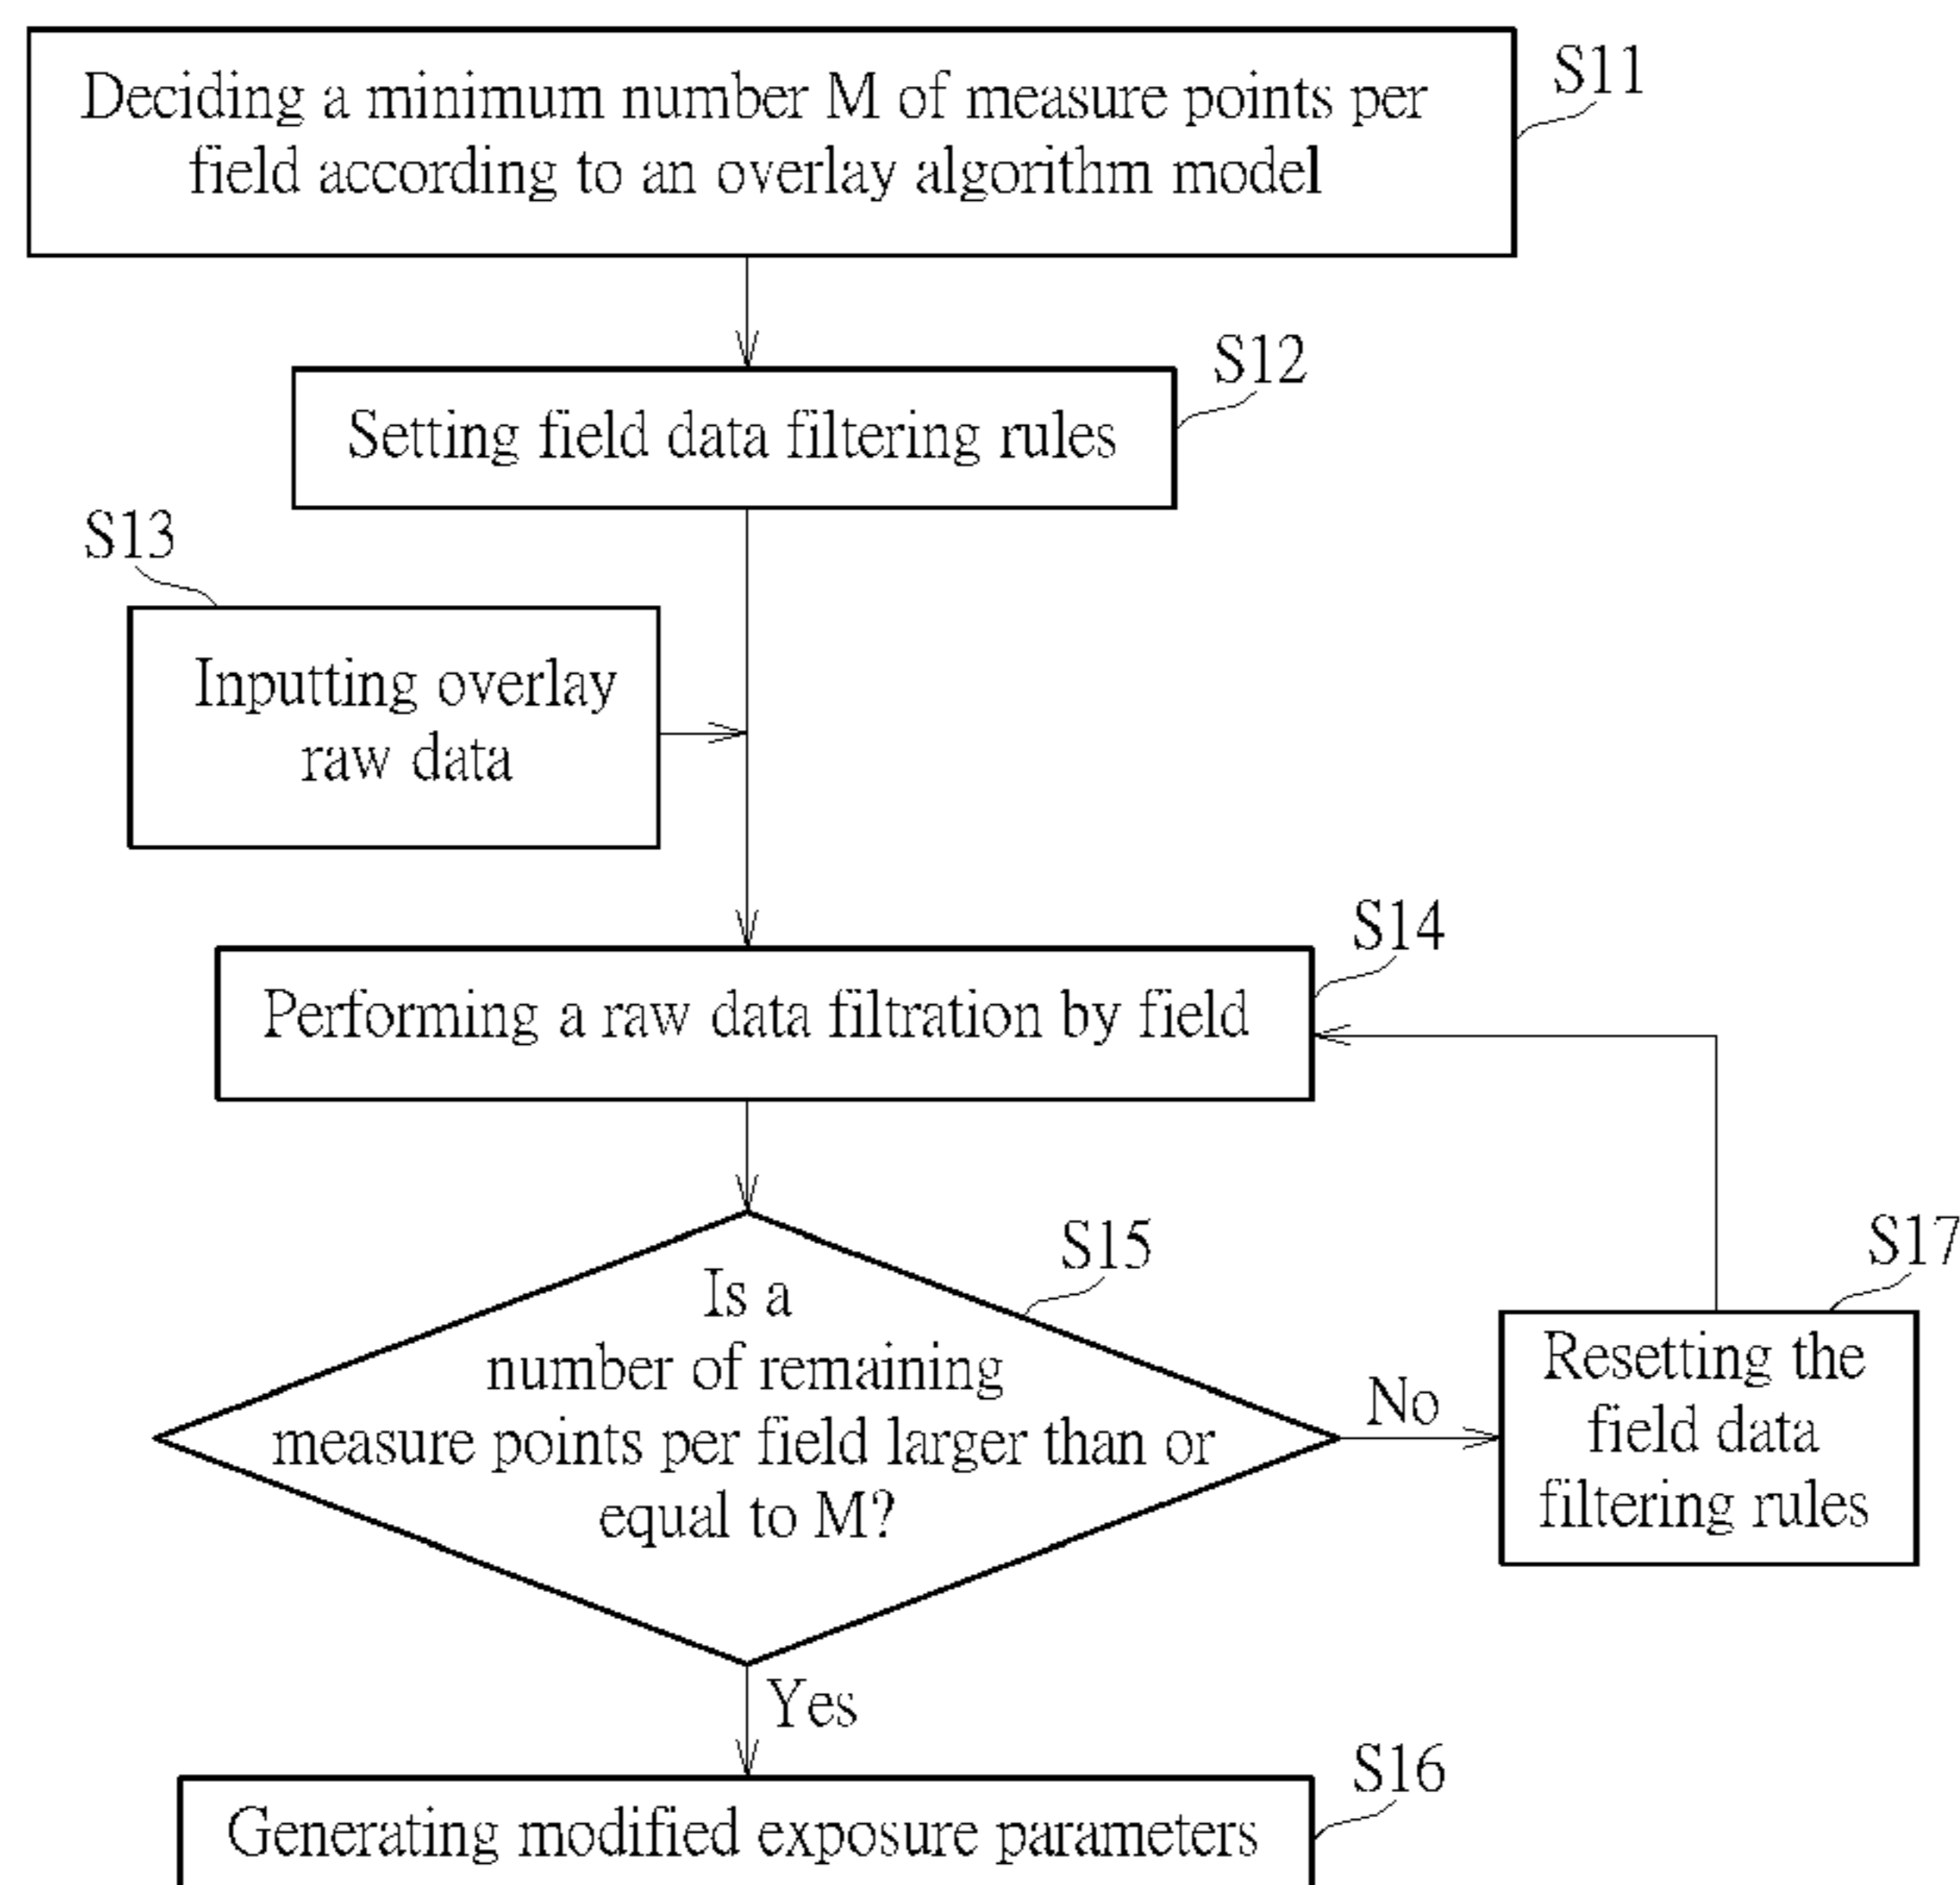 S11
Deciding a minimum number M of measure points per
field according to an overlay algorithm model
S12
Setting field data filtering rules
S13
Inputting overlay
raw data
S14
Performing a raw data filtration by field
S15
Is a
number of remaining
measure points per field larger than or
equal to M?
No
S17
Resetting the
field data
filtering rules
Yes
S16
Generating modified exposure parameters